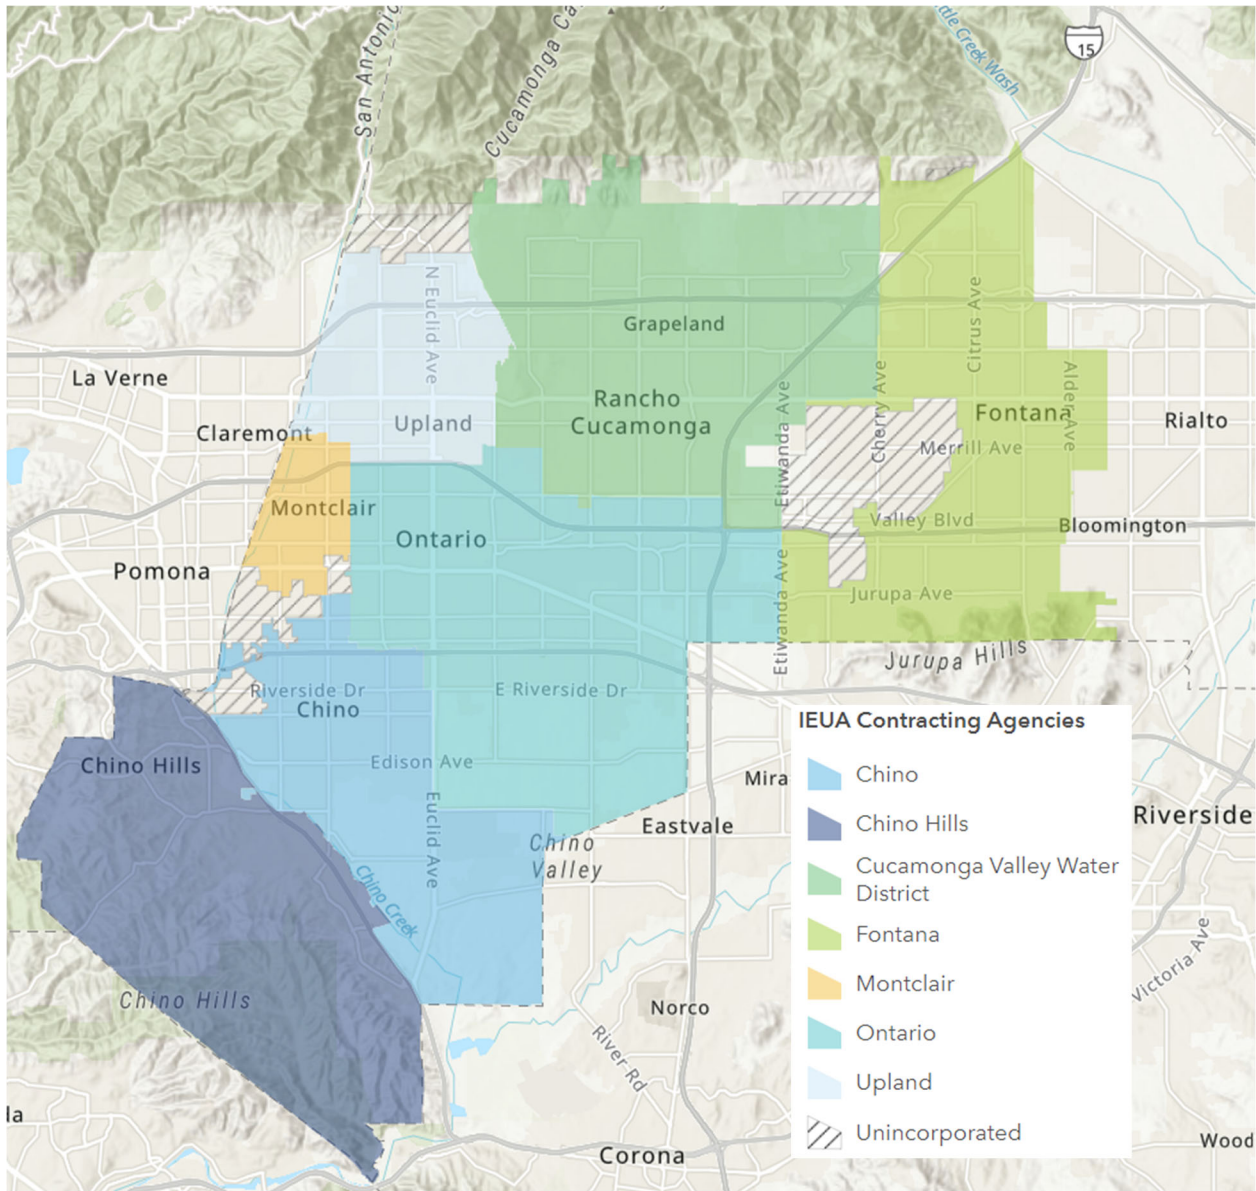 San Antonio
Cucamonga Ca
ttle Creek Wash
15
N Euclid Ave
Grapeland
Citrus Ave
La Verne
Alder Ave
Rancho
Cucamonga
Etiwanda Ave
Cherry Ave
Fontana
Rialto
Claremont
Upland
Merrill Ave
Montclair
Ontario
Valley Blvd
Bloomington
Pomona
Etiwanda Ave
Jurupa Ave
Jurupa Hills
Riverside Dr
E Riverside Dr
Chino
Chino Hills
Edison Ave
Mira
Euclid Ave
Eastvale
Riverside
Chino
Valley
Chino Creek
Chino Hills
Norco
River Rd
Victoria Ave
la
Corona
Wood
IEUA Contracting Agencies
Chino
Chino Hills
Cucamonga Valley Water
District
Fontana
Montclair
Ontario
Upland
Unincorporated